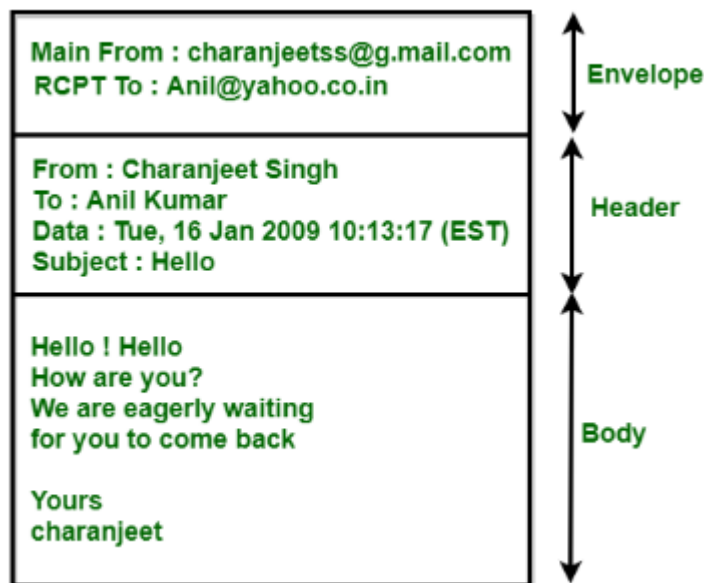 Main From : charanjeetss@g.mail.com
RCPT To : Anil@yahoo.co.in
Envelope
From : Charanjeet Singh
To : Anil Kumar
Data : Tue, 16 Jan 2009 10:13:17 (EST)
Subject : Hello
Header
Hello ! Hello
How are you?
We are eagerly waiting
for you to come back
Yours
charanjeet
Body